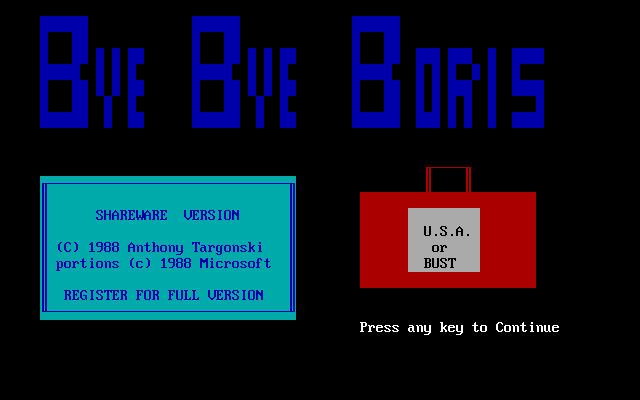 BYE BYE BORIS
SHAREWARE VERSION
(C) 1988 Anthony Targonski
portions (c) 1988 Microsoft
REGISTER FOR FULL VERSION
U.S.A.
or
BUST
Press any key to Continue